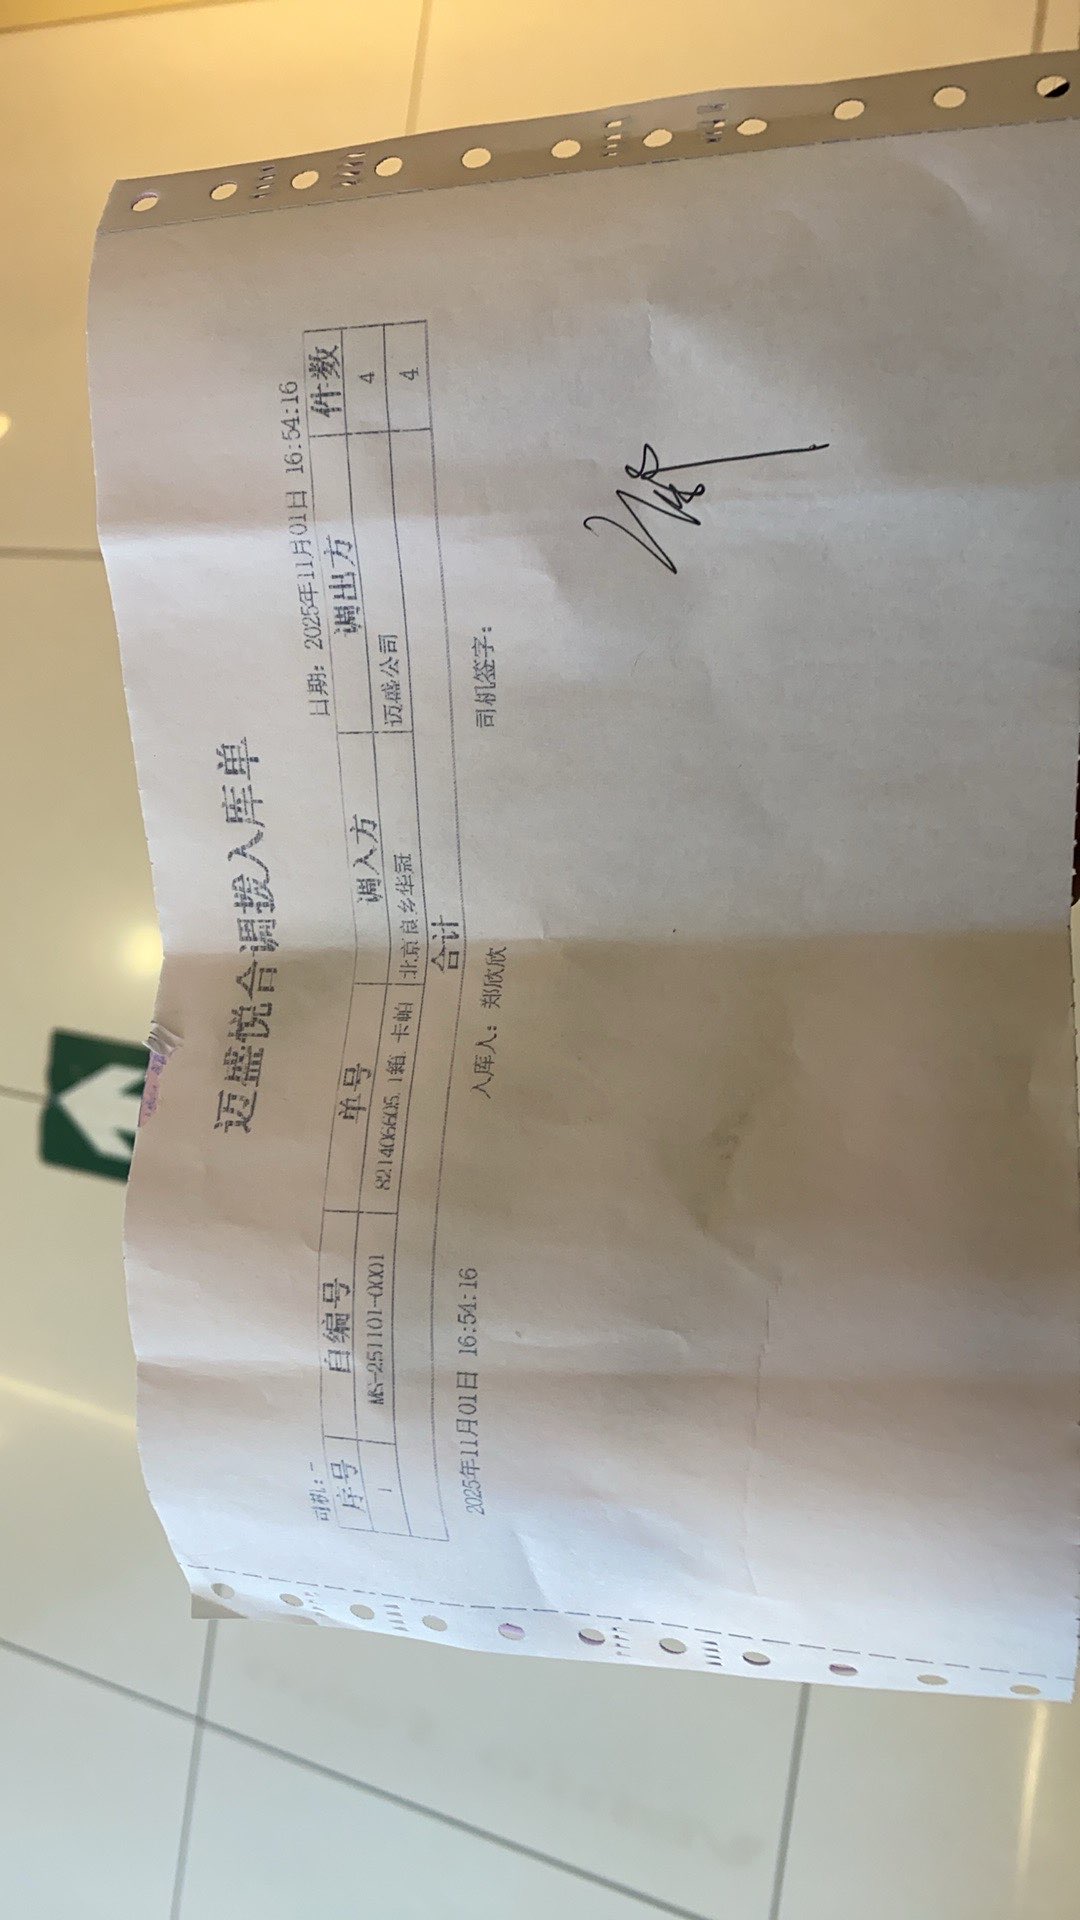 迈盛悦合调拨入库单
司机：- 日期：2025年11月01日 16:54:16
序号 自编号 单号 调入方 调出方 件数
1 MS-251101-0001 821406605,1箱，卡帕 北京良乡华冠 迈盛公司 4
合计 4
2025年11月01日 16:54:16 入库人：郑欣欣 司机签字：